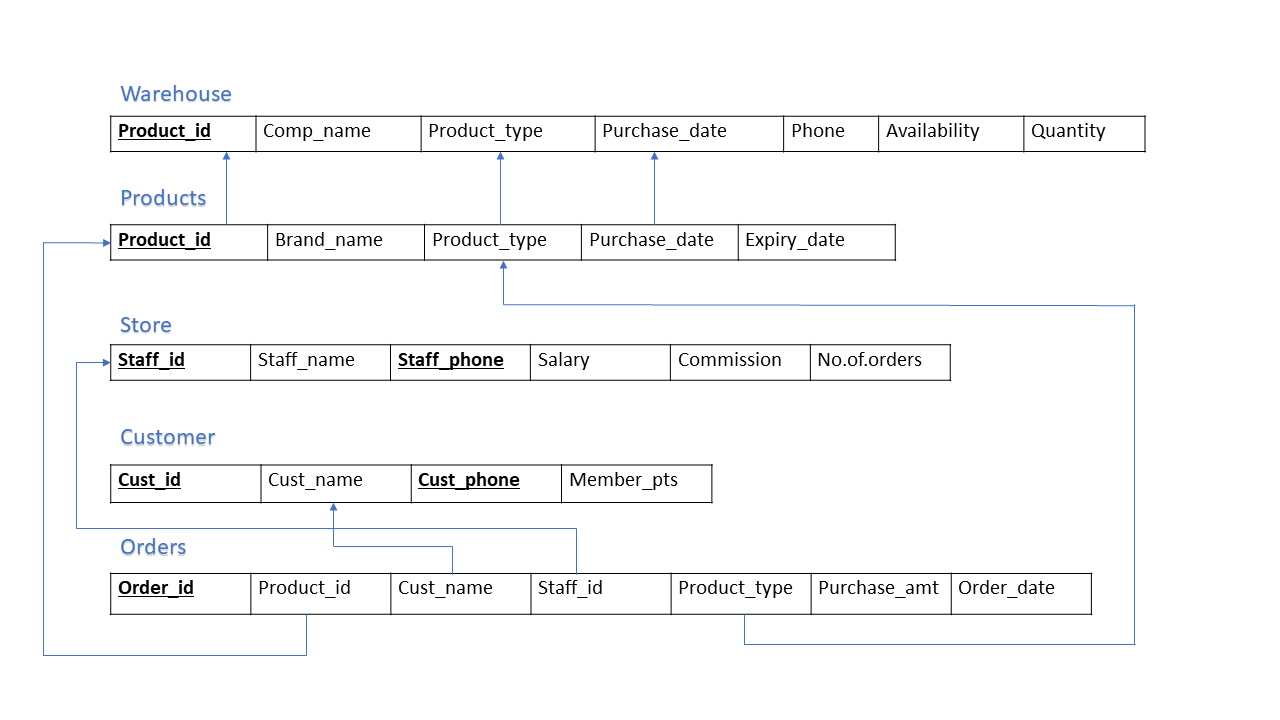 Warehouse
Product_id Comp_name Product_type Purchase_date Phone Availability Quantity
Products
Product_id Brand_name Product_type Purchase_date Expiry_date
Store
Staff_id Staff_name Staff_phone Salary Commission No.of.orders
Customer
Cust_id Cust_name Cust_phone Member_pts
Orders
Order_id Product_id Cust_name Staff_id Product_type Purchase_amt Order_date